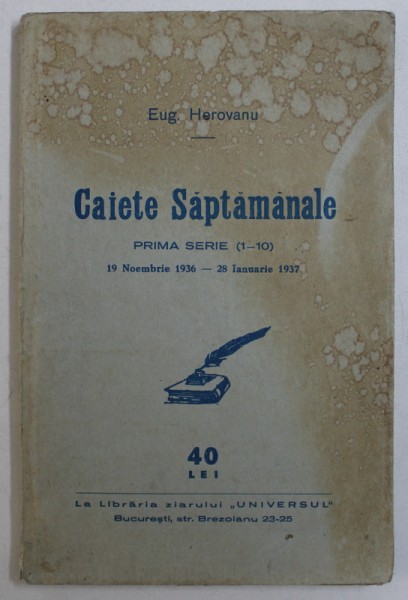 Eug. Herovanu
Caiete Săptămânale
PRIMA SERIE (1–10)
19 Noembrie 1936 — 28 Ianuarie 1937
40
LEI
La Librăria ziarului „UNIVERSUL"
București, str. Brezoianu 23-25